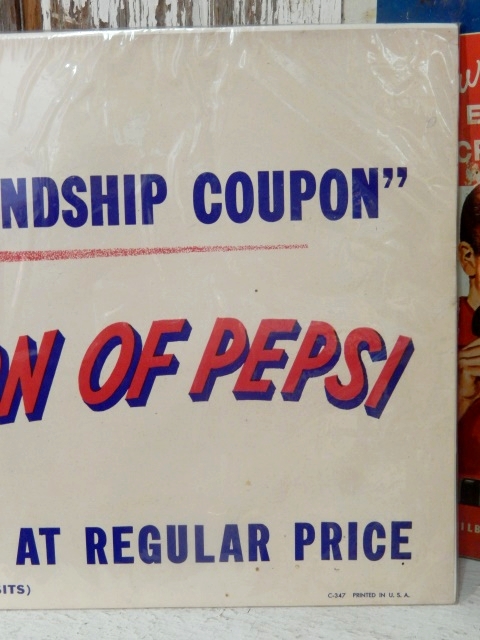 NDSHIP COUPON”
ON OF PEPSI
AT REGULAR PRICE
SITS)
C-347 PRINTED IN U. S. A.